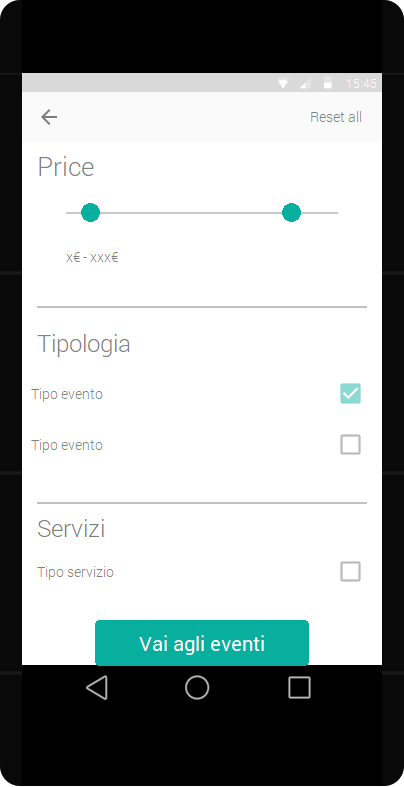 15:45
Reset all
Price
x€ - xxx€
Tipologia
Tipo evento
Tipo evento
Servizi
Tipo servizio
Vai agli eventi